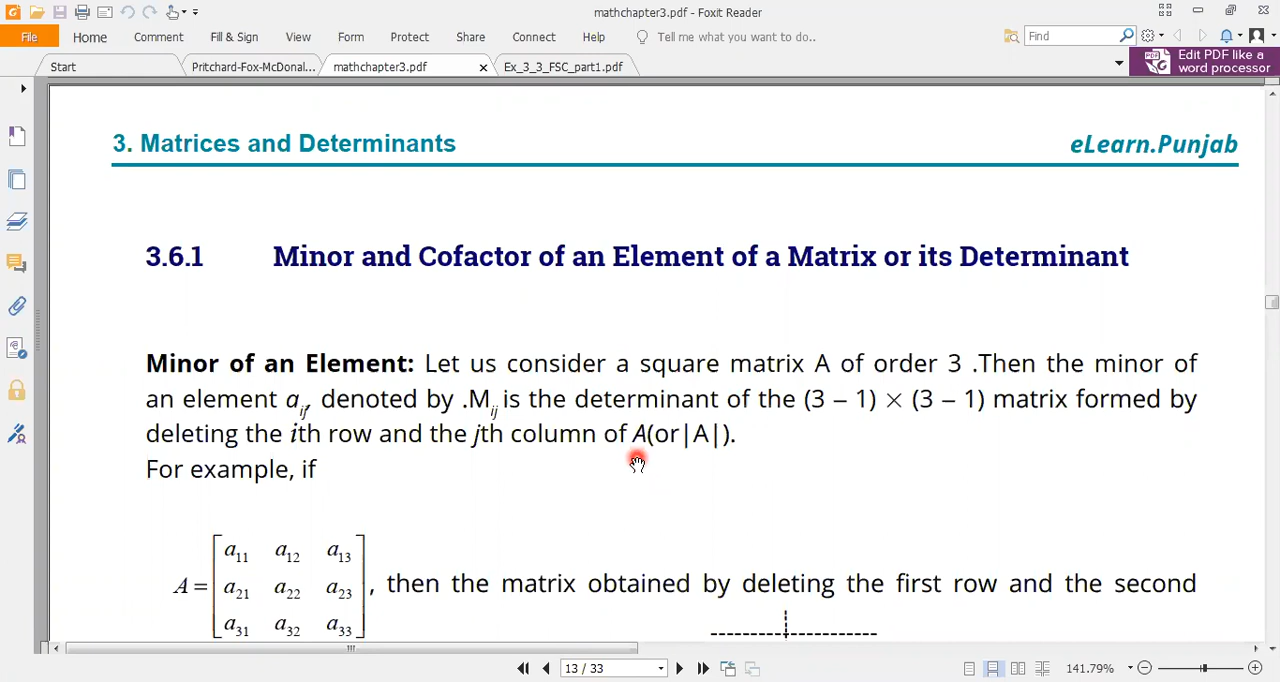 mathchapter3.pdf - Foxit Reader
File Home Comment Fill & Sign View Form Protect Share Connect Help Tell me what you want to do.. Find
Start Pritchard-Fox-McDonal... mathchapter3.pdf Ex_3_3_FSC_part1.pdf
Edit PDF like a
word processor
3. Matrices and Determinants eLearn.Punjab
3.6.1 Minor and Cofactor of an Element of a Matrix or its Determinant
Minor of an Element: Let us consider a square matrix A of order 3 .Then the minor of
an element aᵢⱼ, denoted by .Mᵢⱼ is the determinant of the (3 – 1) × (3 – 1) matrix formed by
deleting the ith row and the jth column of A(or|A|).
For example, if
a₁₁ a₁₂ a₁₃
A = a₂₁ a₂₂ a₂₃ , then the matrix obtained by deleting the first row and the second
a₃₁ a₃₂ a₃₃
13 / 33 141.79%